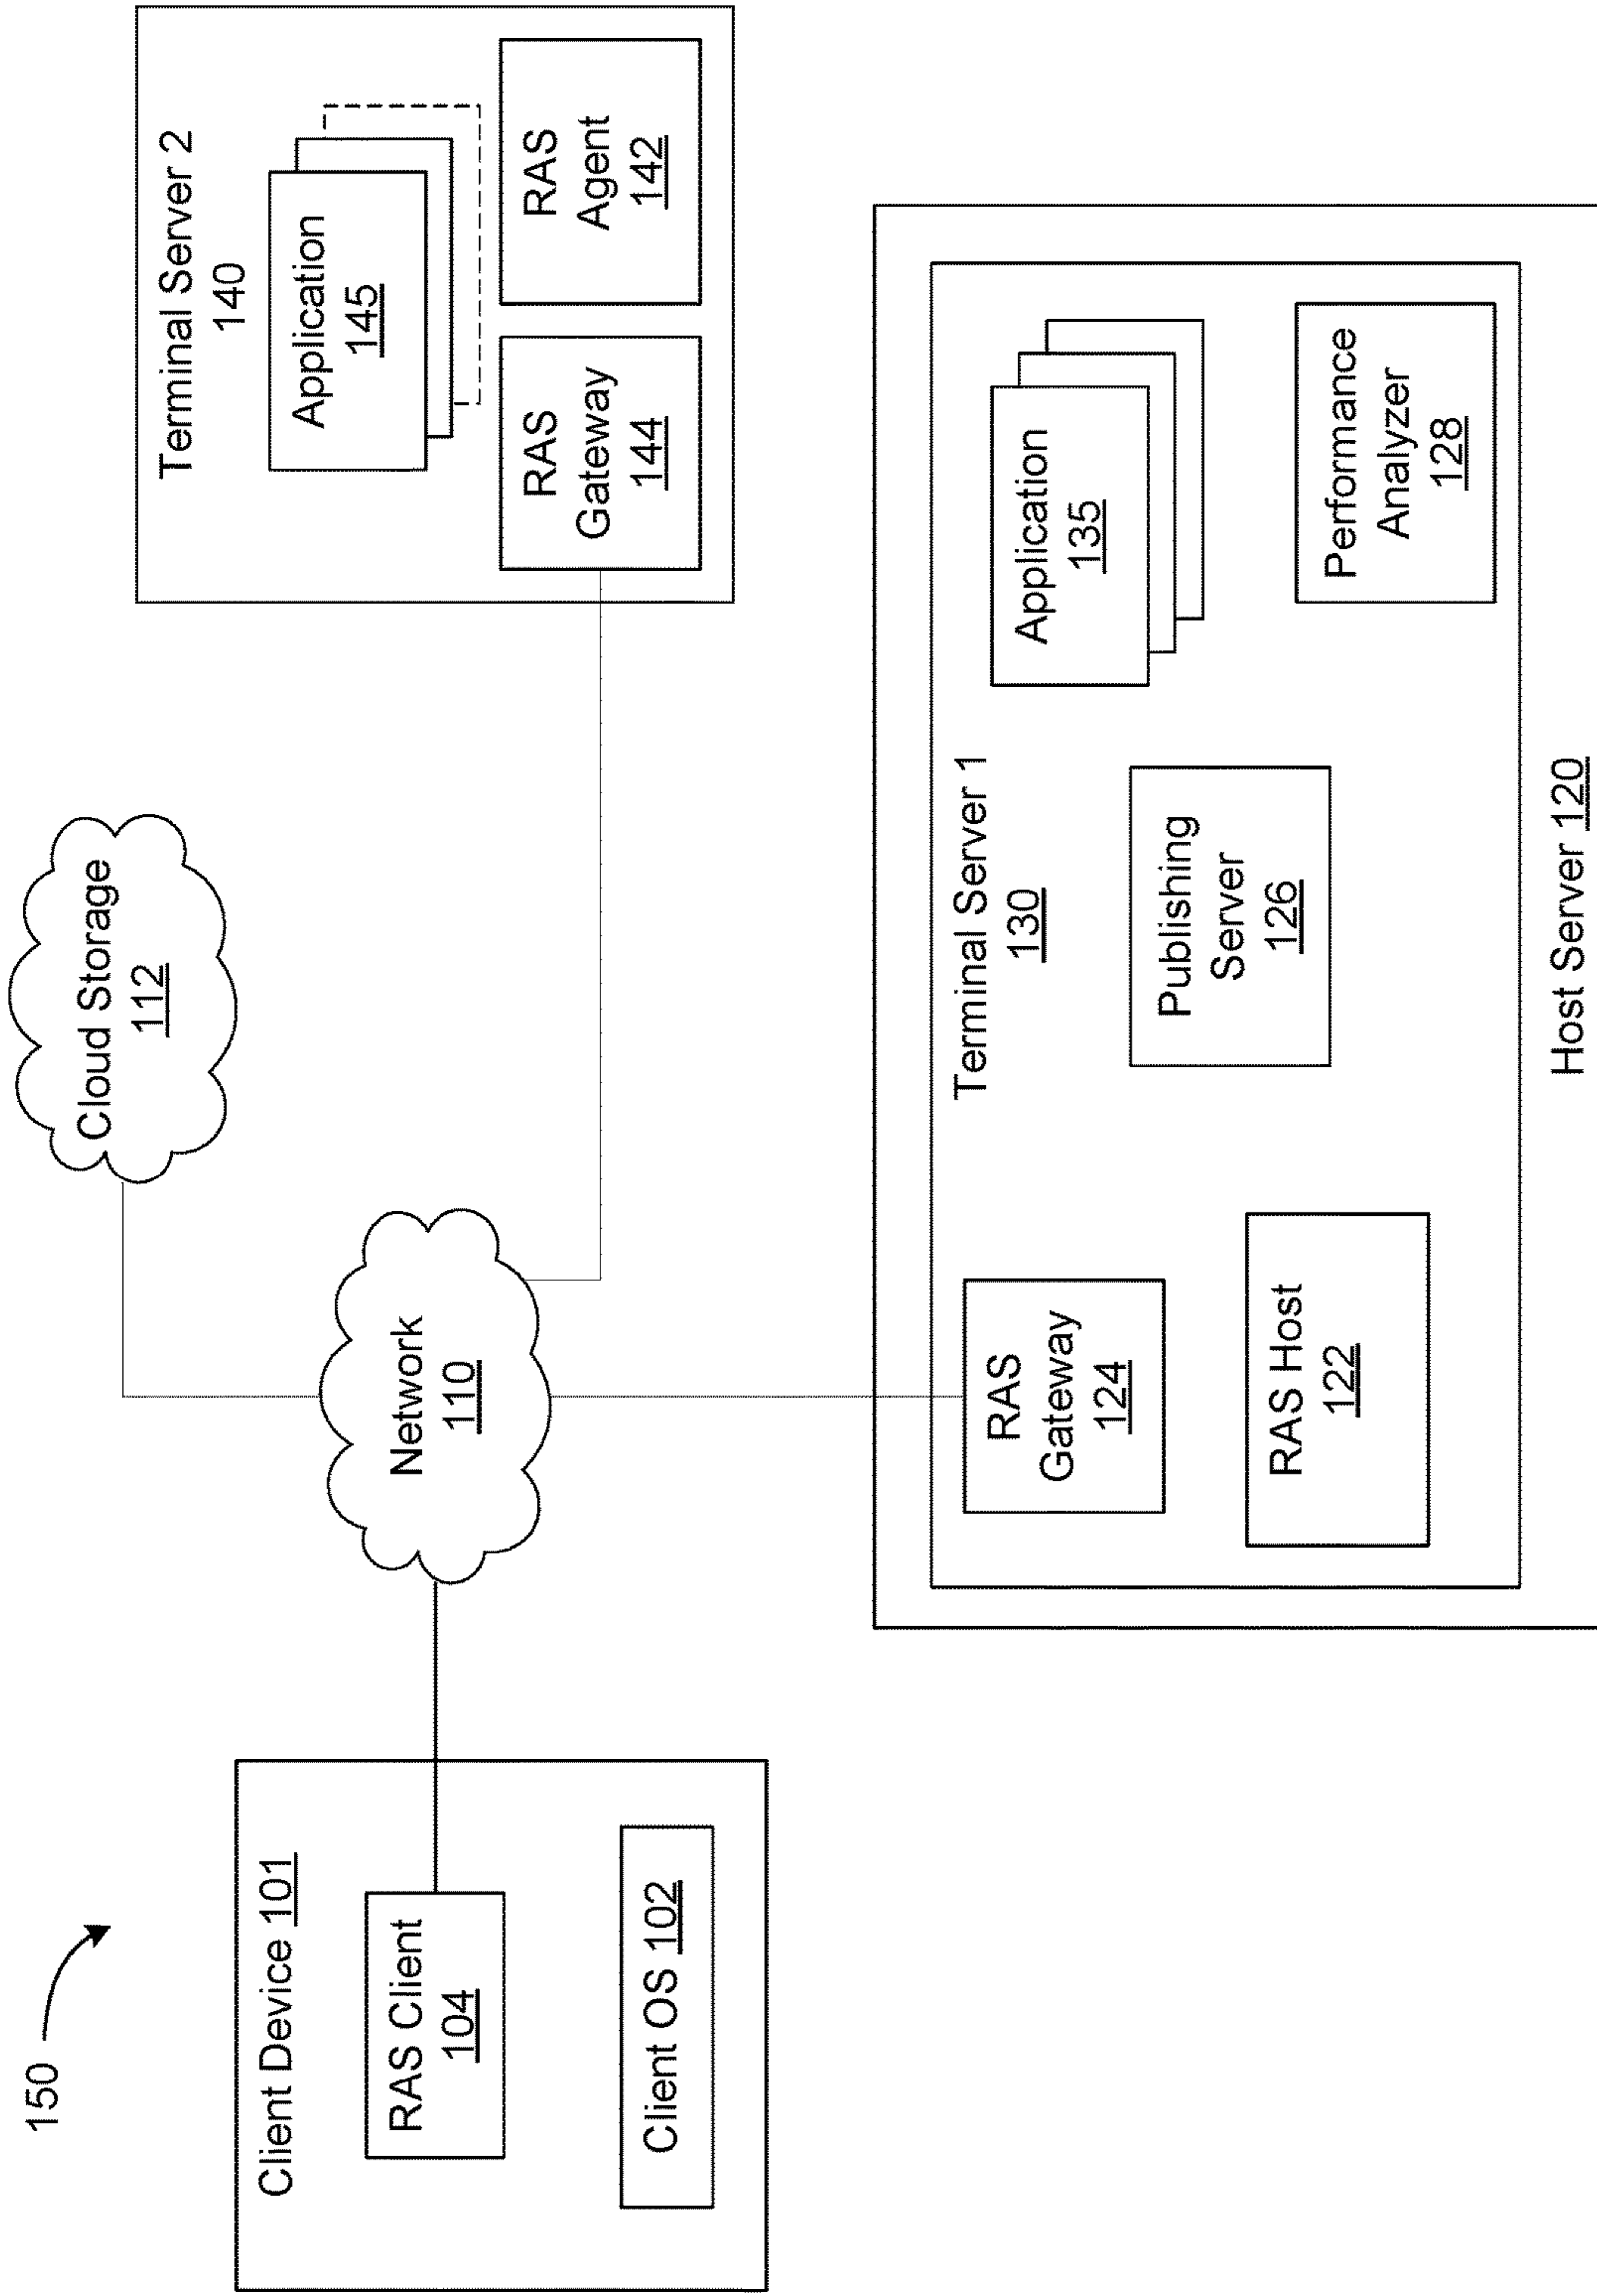 150
Client Device 101
RAS Client
104
Client OS 102
Network
110
Cloud Storage
112
Terminal Server 2
140
Application
145
RAS
Gateway
144
RAS
Agent
142
Terminal Server 1
130
RAS
Gateway
124
RAS Host
122
Publishing
Server
126
Application
135
Performance
Analyzer
128
Host Server 120